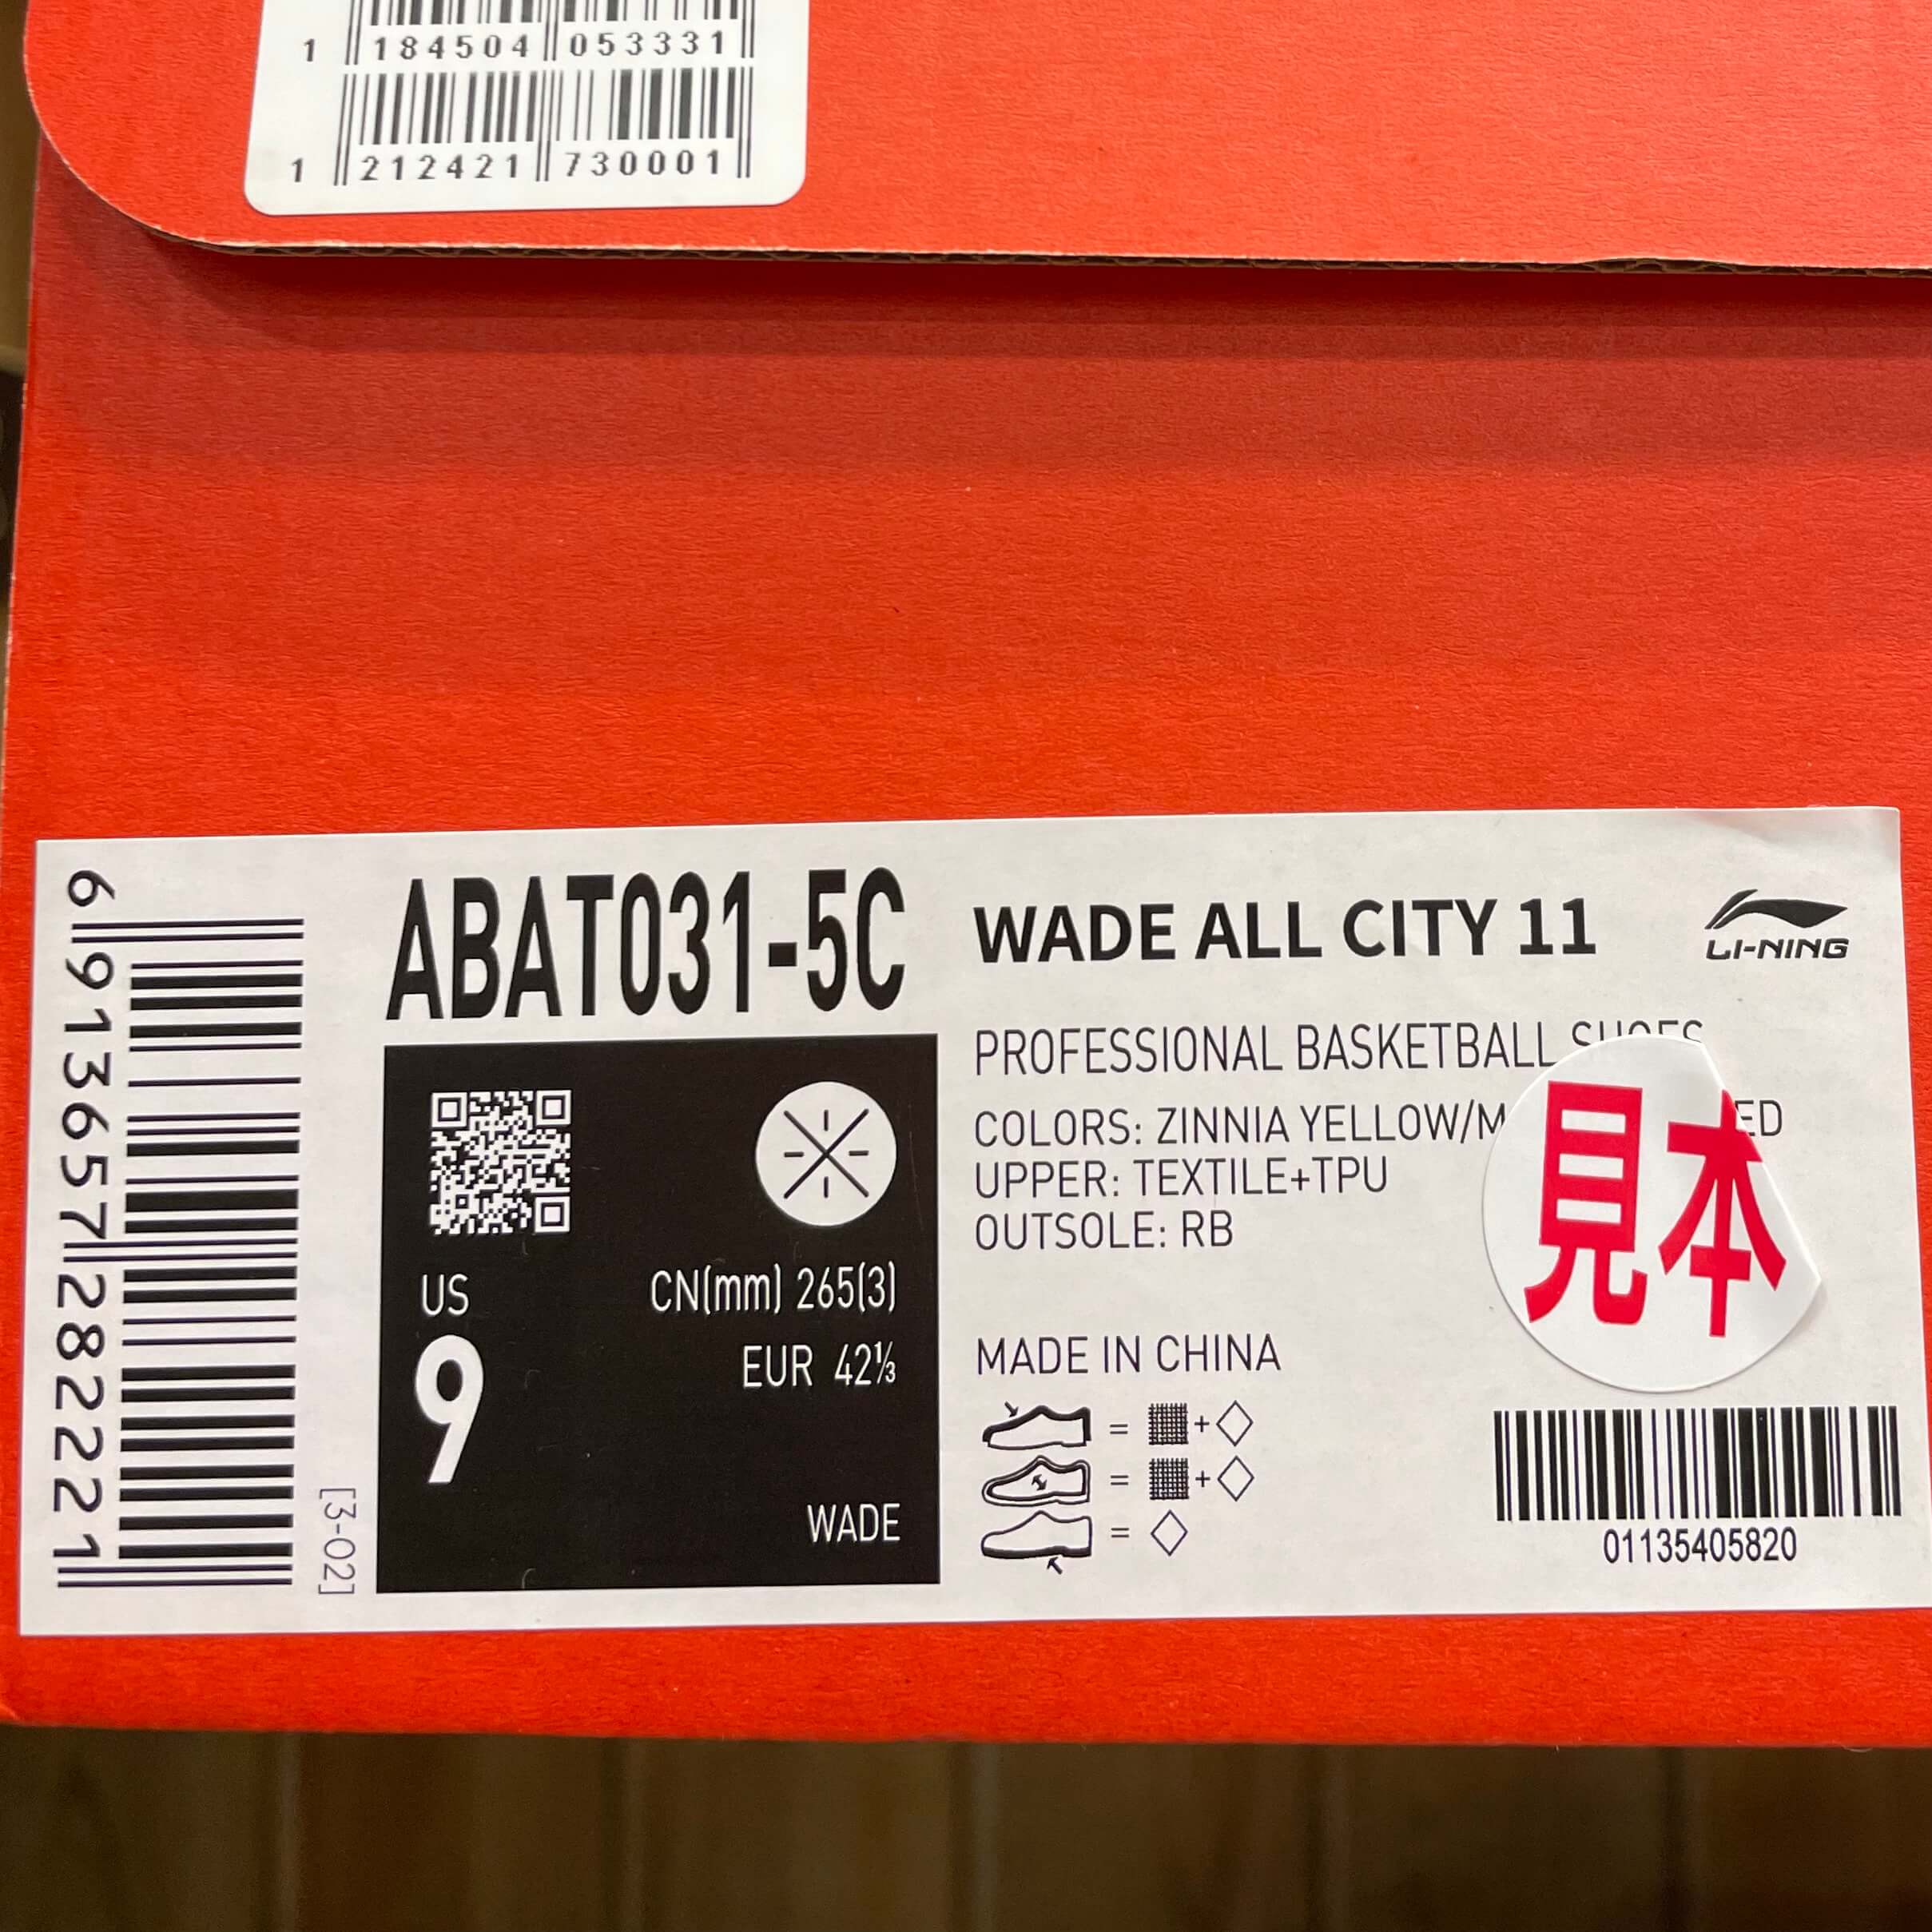 1 184504 053331
1 212421 730001
6 913657 282221
[3-02]
ABAT031-5C
US
9
CN(mm) 265(3)
EUR 42⅓
WADE
WADE ALL CITY 11
LI-NING
PROFESSIONAL BASKETBALL
COLORS: ZINNIA YELLOW/
UPPER: TEXTILE+TPU
OUTSOLE: RB
見本
MADE IN CHINA
01135405820